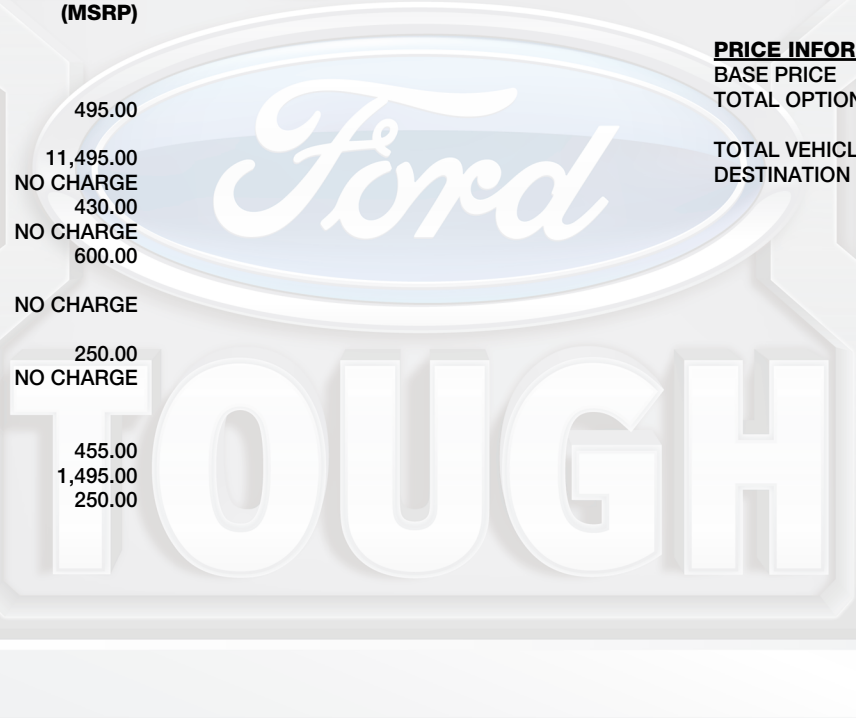 (MSRP)
495.00
11,495.00
NO CHARGE
430.00
NO CHARGE
600.00
NO CHARGE
250.00
NO CHARGE
455.00
1,495.00
250.00
PRICE INFOR
BASE PRICE
TOTAL OPTION
TOTAL VEHICL
DESTINATION
Ford
TOUGH